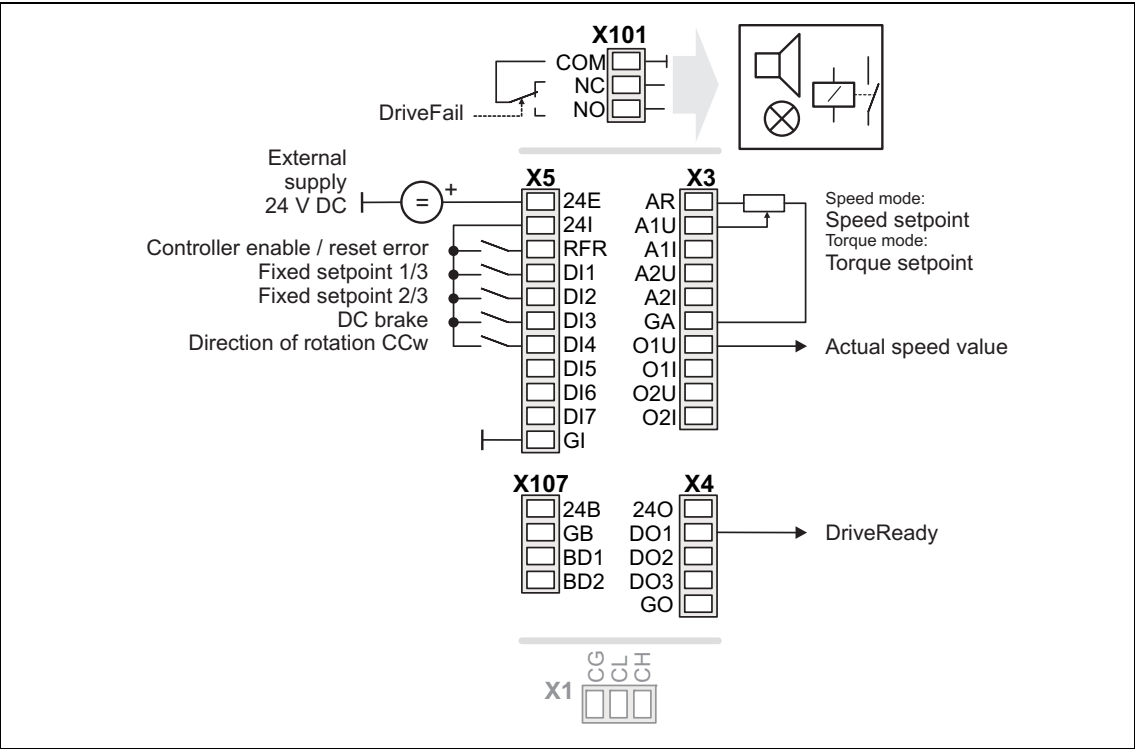 X101
COM
NC
NO
DriveFail
External
supply
24 V DC
=
+
X5
24E
24I
RFR
DI1
DI2
DI3
DI4
DI5
DI6
DI7
GI
Controller enable / reset error
Fixed setpoint 1/3
Fixed setpoint 2/3
DC brake
Direction of rotation CCw
X3
AR
A1U
A1I
A2U
A2I
GA
O1U
O1I
O2U
O2I
Speed mode:
Speed setpoint
Torque mode:
Torque setpoint
Actual speed value
X107
24B
GB
BD1
BD2
X4
24O
DO1
DO2
DO3
GO
DriveReady
X1
CG
CL
CH